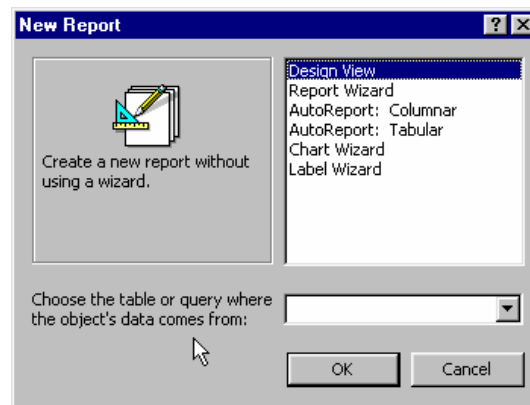 New Report
Design View
Report Wizard
AutoReport: Columnar
AutoReport: Tabular
Chart Wizard
Label Wizard
Create a new report without
using a wizard.
Choose the table or query where
the object's data comes from:
OK
Cancel